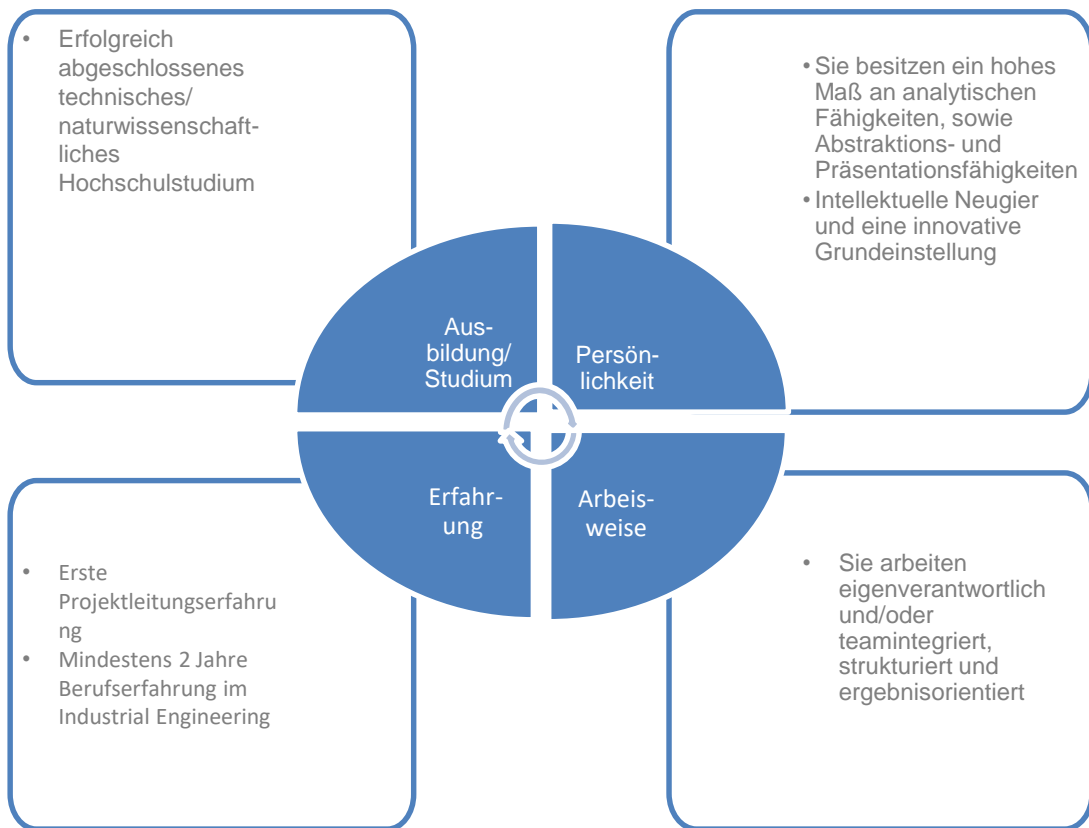 • Erfolgreich
abgeschlossenes
technisches/
naturwissenschaft-
liches
Hochschulstudium
• Sie besitzen ein hohes
Maß an analytischen
Fähigkeiten, sowie
Abstraktions- und
Präsentationsfähigkeiten
• Intellektuelle Neugier
und eine innovative
Grundeinstellung
Aus-
bildung/
Studium
Persön-
lichkeit
Erfahr-
ung
Arbeis-
weise
• Erste
Projektleitungserfahru
ng
• Mindestens 2 Jahre
Berufserfahrung im
Industrial Engineering
• Sie arbeiten
eigenverantwortlich
und/oder
teamintegriert,
strukturiert und
ergebnisorientiert